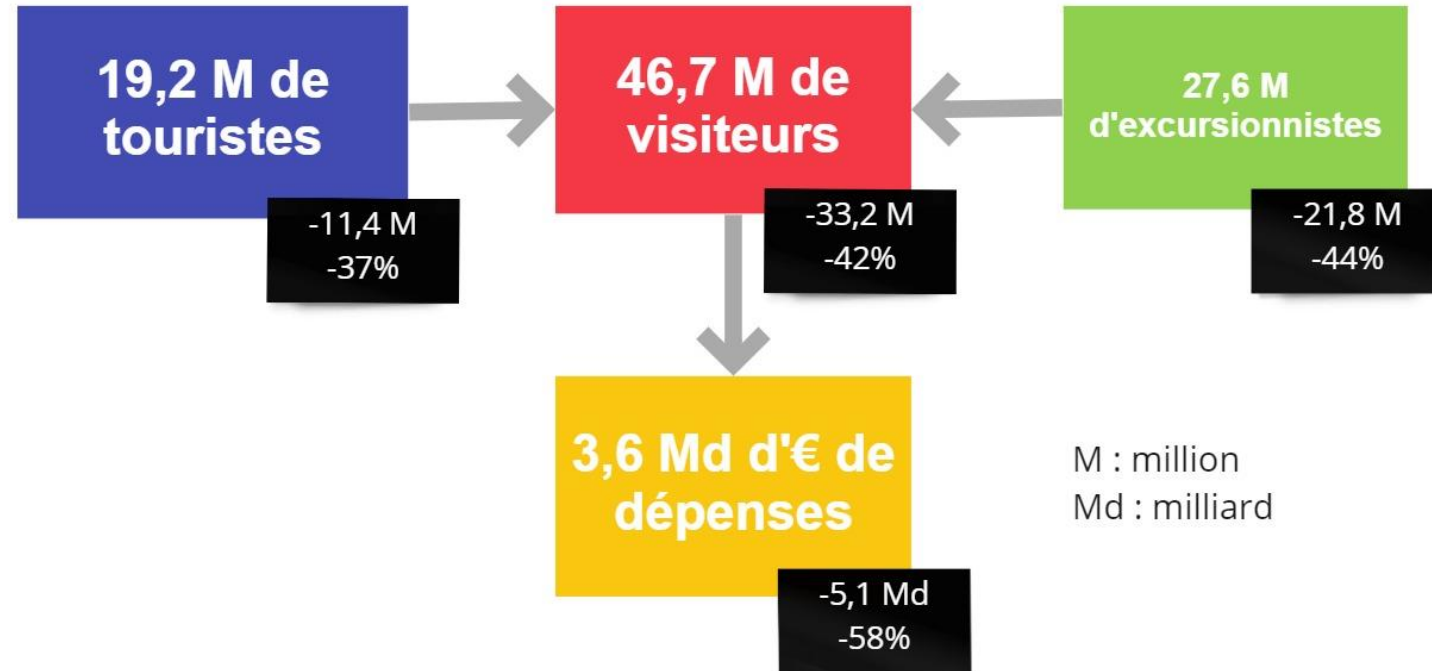 19,2 M de
touristes
-11,4 M
-37%
46,7 M de
visiteurs
-33,2 M
-42%
27,6 M
d'excursionnistes
-21,8 M
-44%
3,6 Md d'€ de
dépenses
-5,1 Md
-58%
M : million
Md : milliard